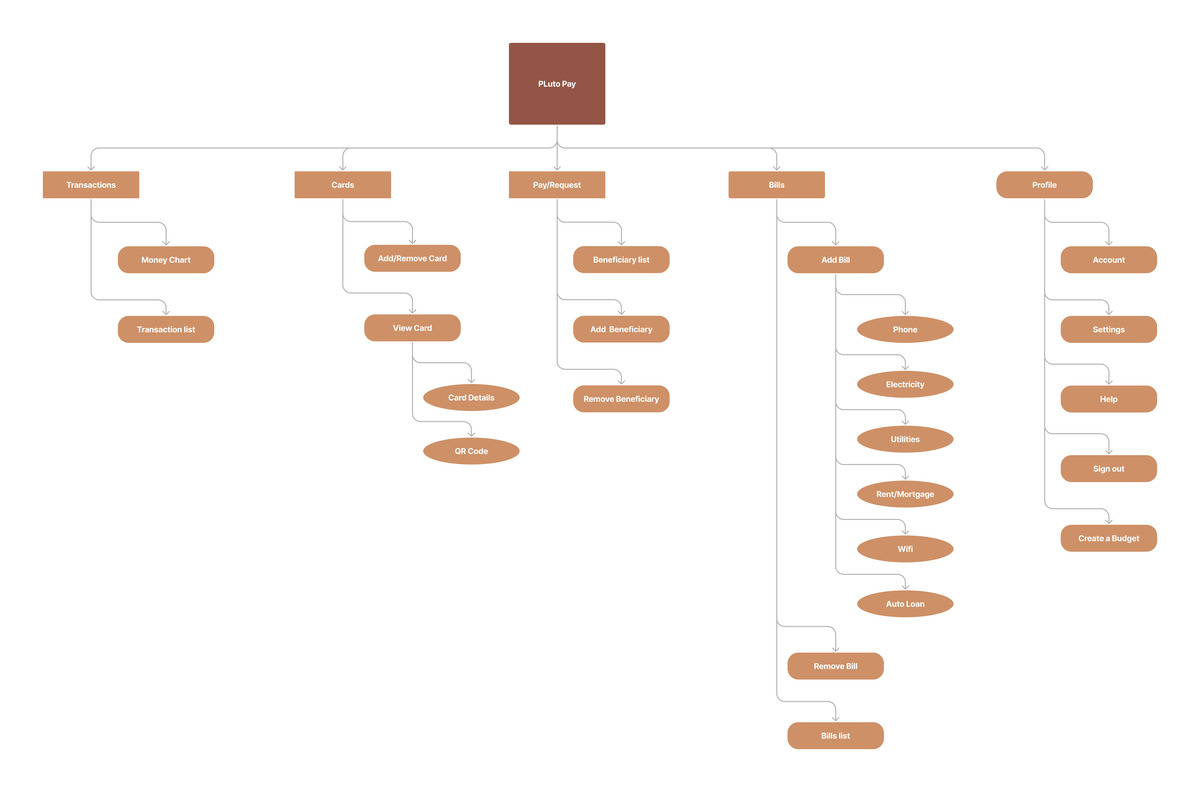 PLuto Pay
Transactions
Cards
Pay/Request
Bills
Profile
Money Chart
Transaction list
Add/Remove Card
View Card
Card Details
QR Code
Beneficiary list
Add Beneficiary
Remove Beneficiary
Add Bill
Phone
Electricity
Utilities
Rent/Mortgage
Wifi
Auto Loan
Remove Bill
Bills list
Account
Settings
Help
Sign out
Create a Budget